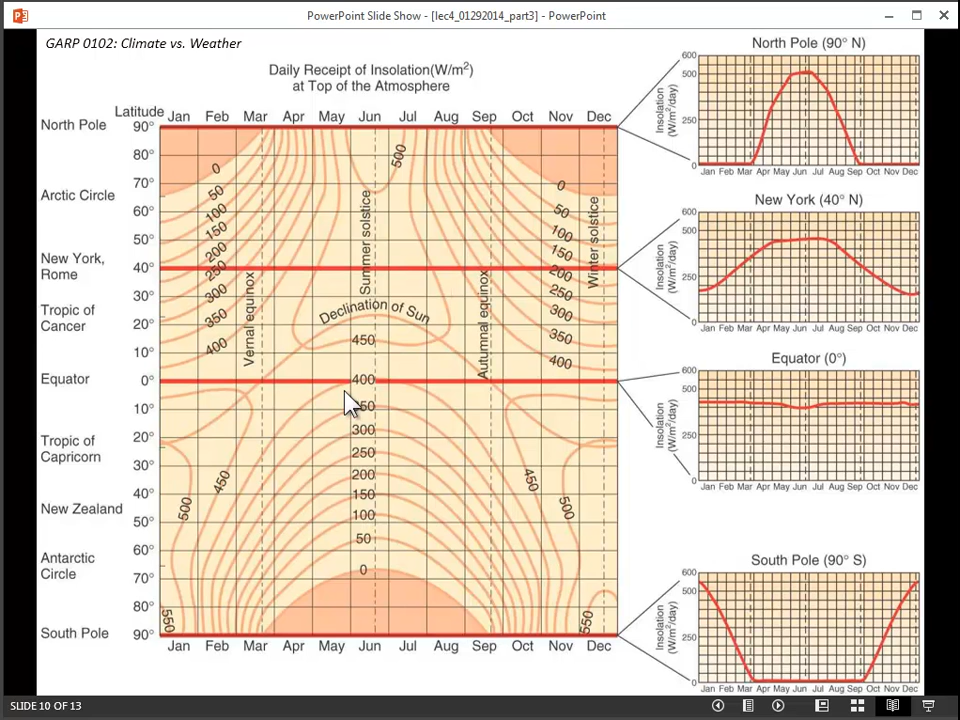 PowerPoint Slide Show - [lec4_01292014_part3] - PowerPoint
GARP 0102: Climate vs. Weather
Daily Receipt of Insolation(W/m²)
at Top of the Atmosphere
Latitude Jan Feb Mar Apr May Jun Jul Aug Sep Oct Nov Dec
North Pole 90°
80°
70°
Arctic Circle
60°
50°
New York,
Rome
40°
30°
Tropic of
Cancer
20°
10°
Equator 0°
10°
20°
Tropic of
Capricorn
30°
40°
New Zealand
50°
60°
Antarctic
Circle
70°
80°
South Pole 90°
Jan Feb Mar Apr May Jun Jul Aug Sep Oct Nov Dec
0
50
100
150
200
250
300
350
400
Vernal equinox
Summer solstice
500
Declination of Sun
450
400
300
250
200
150
100
50
0
Autumnal equinox
Winter solstice
0
50
100
150
200
250
300
350
400
500
450
450
500
550
550
North Pole (90° N)
600
500
250
0
Insolation
(W/m²/day)
Jan Feb Mar Apr May Jun Jul Aug Sep Oct Nov Dec
New York (40° N)
600
500
250
0
Insolation
(W/m²/day)
Jan Feb Mar Apr May Jun Jul Aug Sep Oct Nov Dec
Equator (0°)
600
500
250
0
Insolation
(W/m²/day)
Jan Feb Mar Apr May Jun Jul Aug Sep Oct Nov Dec
South Pole (90° S)
600
500
250
0
Insolation
(W/m²/day)
Jan Feb Mar Apr May Jun Jul Aug Sep Oct Nov Dec
SLIDE 10 OF 13